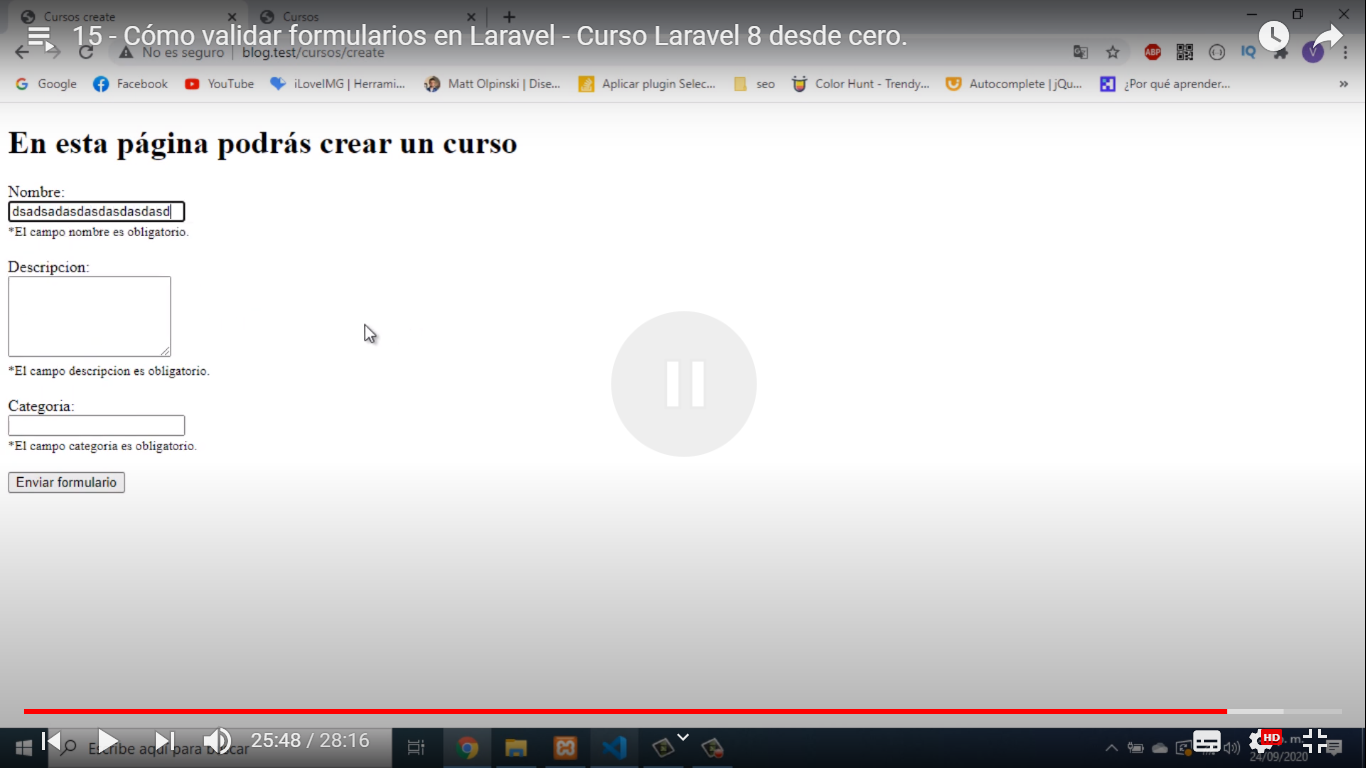 Cursos create
Cursos
15 - Cómo validar formularios en Laravel - Curso Laravel 8 desde cero.
No es seguro | blog.test/cursos/create
ABP
IQ
V
Google
Facebook
YouTube
iLoveIMG | Herrami...
Matt Olpinski | Dise...
Aplicar plugin Selec...
seo
Color Hunt - Trendy...
Autocomplete | jQu...
¿Por qué aprender...
»
En esta página podrás crear un curso
Nombre:
dsadsadasdasdasdasdasd
*El campo nombre es obligatorio.
Descripcion:
*El campo descripcion es obligatorio.
Categoria:
*El campo categoria es obligatorio.
Enviar formulario
Escribe aquí para buscar
25:48 / 28:16
HD
24/09/2020